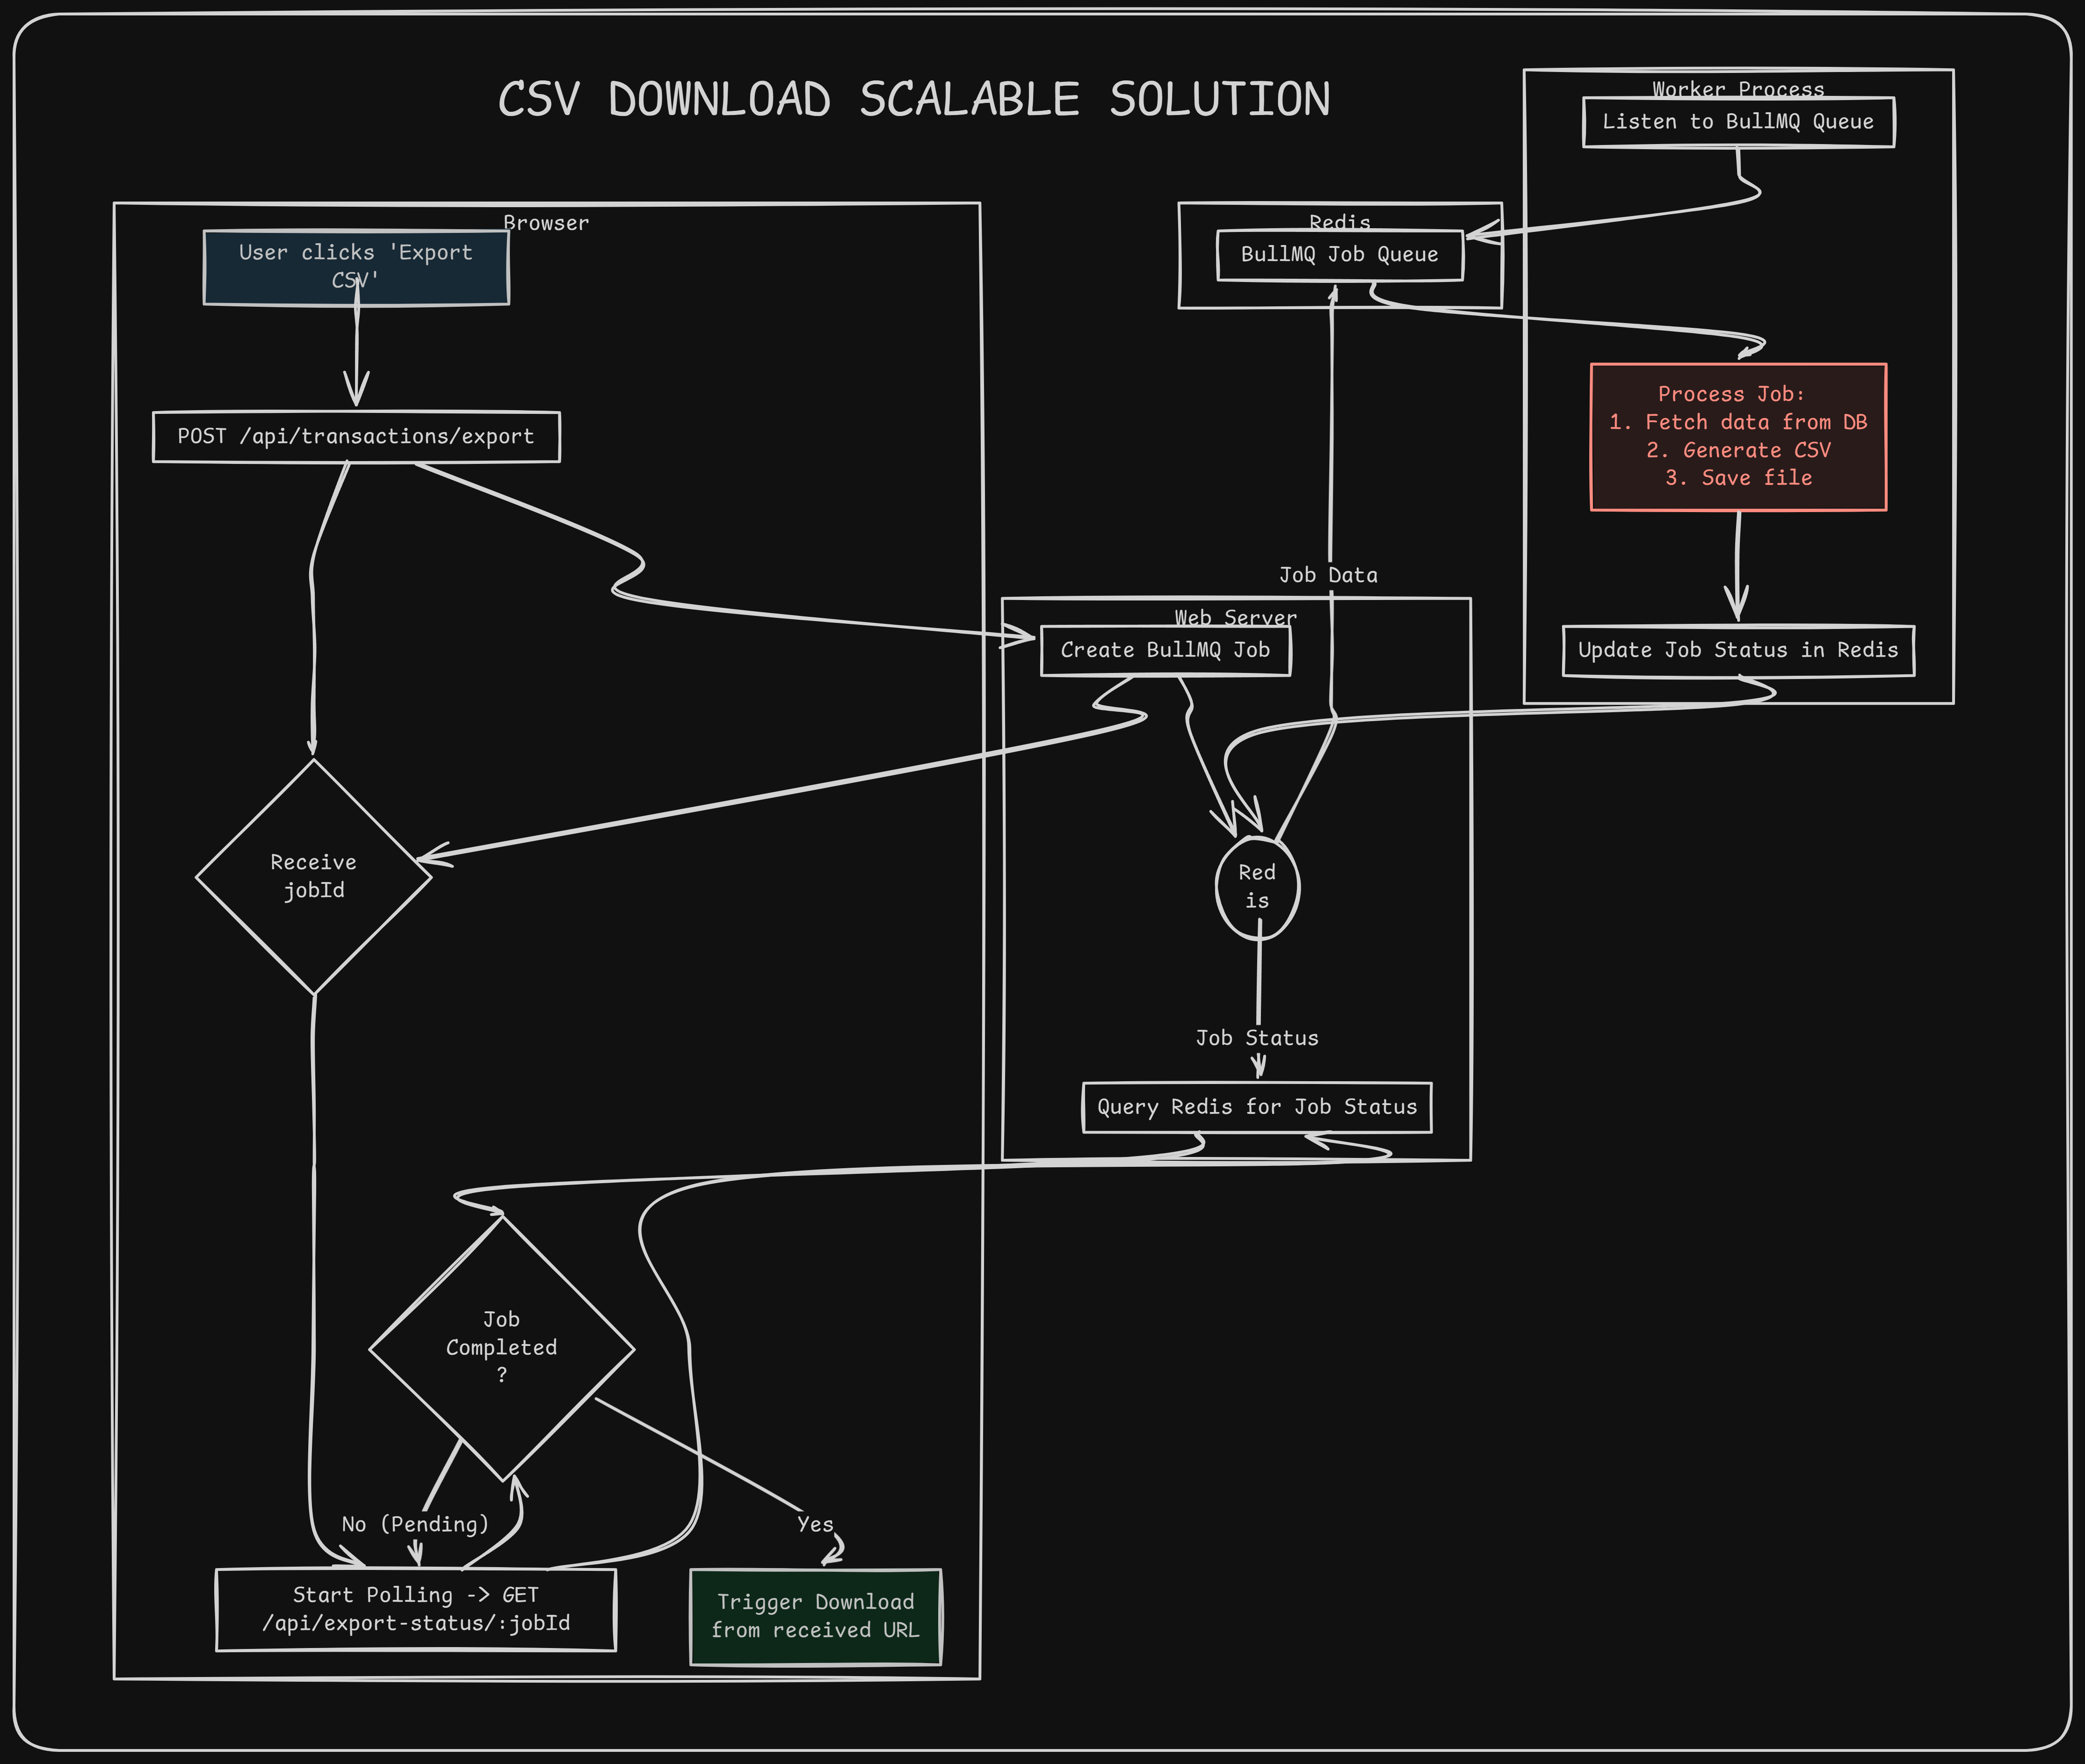 CSV DOWNLOAD SCALABLE SOLUTION
Worker Process
Listen to BullMQ Queue
Browser
User clicks 'Export
CSV'
Redis
BullMQ Job Queue
POST /api/transactions/export
Process Job:
1. Fetch data from DB
2. Generate CSV
3. Save file
Job Data
Web Server
Create BullMQ Job
Update Job Status in Redis
Receive
jobId
Red
is
Job Status
Query Redis for Job Status
Job
Completed
?
No (Pending)
Yes
Start Polling -> GET
/api/export-status/:jobId
Trigger Download
from received URL